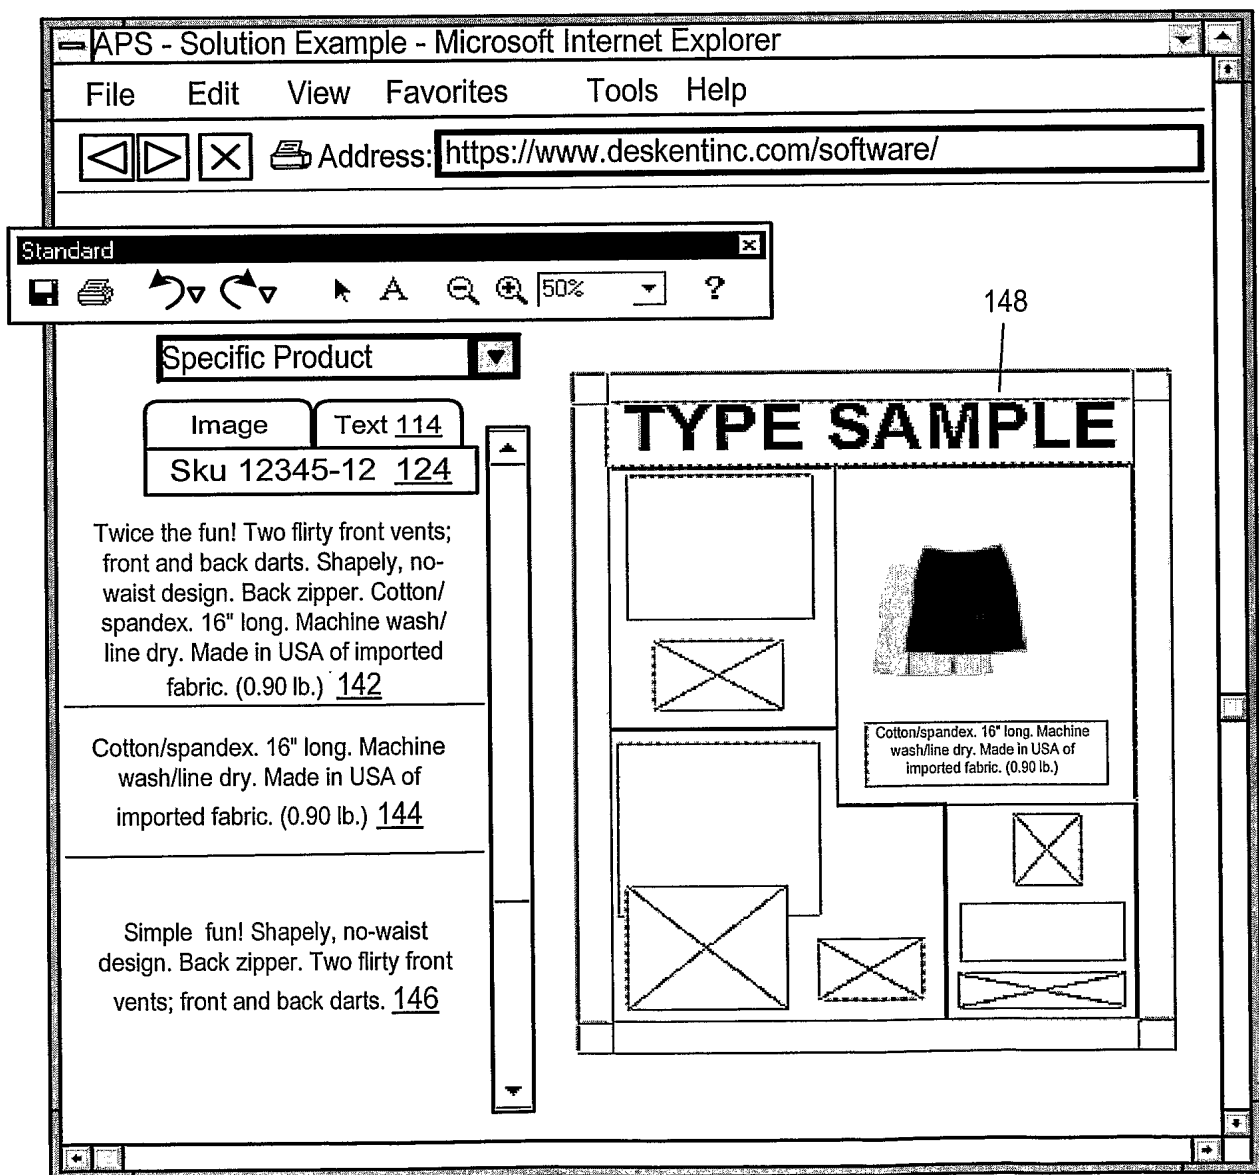 APS - Solution Example - Microsoft Internet Explorer
File Edit View Favorites Tools Help
Address: https://www.deskentinc.com/software/
Standard
A 50% ?
148
Specific Product
Image Text 114
Sku 12345-12 124
Twice the fun! Two flirty front vents;
front and back darts. Shapely, no-
waist design. Back zipper. Cotton/
spandex. 16" long. Machine wash/
line dry. Made in USA of imported
fabric. (0.90 lb.) 142
Cotton/spandex. 16" long. Machine
wash/line dry. Made in USA of
imported fabric. (0.90 lb.) 144
Simple fun! Shapely, no-waist
design. Back zipper. Two flirty front
vents; front and back darts. 146
TYPE SAMPLE
Cotton/spandex. 16" long. Machine
wash/line dry. Made in USA of
imported fabric. (0.90 lb.)